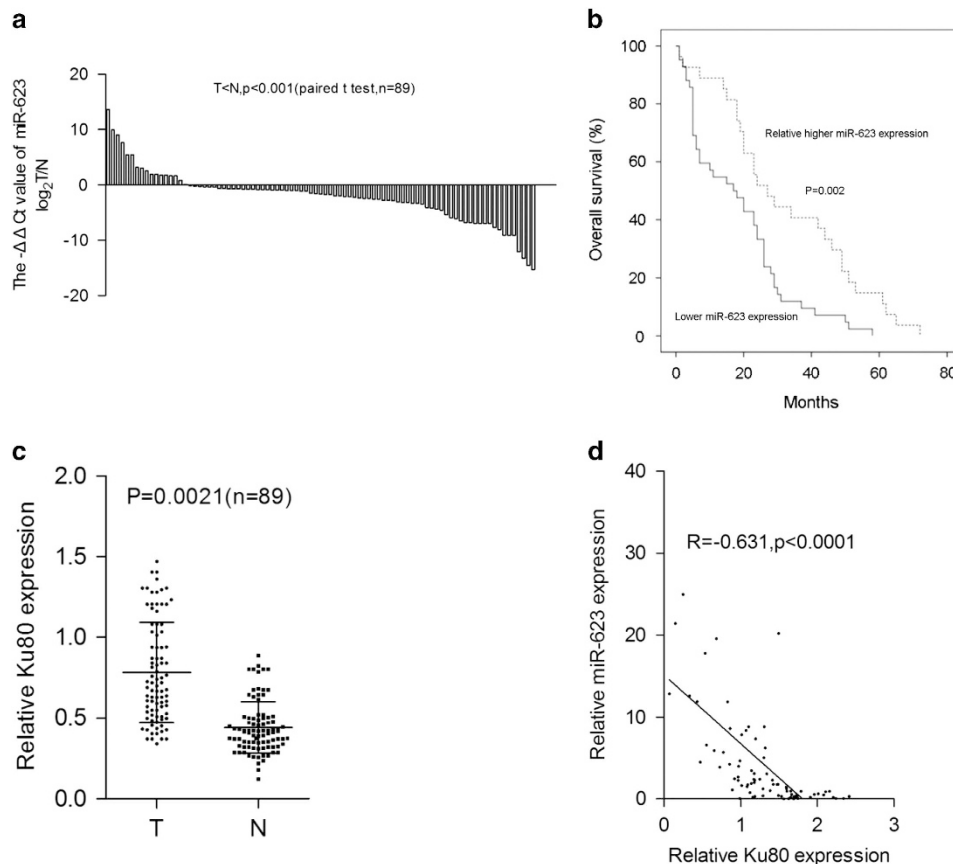 a
The -ΔΔCt value of miR-623
log2T/N
20
10
0
-10
-20
T<N,p<0.001(paired t test,n=89)
b
Overall survival (%)
100
80
60
40
20
0
Relative higher miR-623 expression
P=0.002
Lower miR-623 expression
0
20
40
60
80
Months
c
Relative Ku80 expression
2.0
1.5
1.0
0.5
0.0
P=0.0021(n=89)
T
N
d
Relative miR-623 expression
40
30
20
10
0
R=-0.631,p<0.0001
0
1
2
3
Relative Ku80 expression